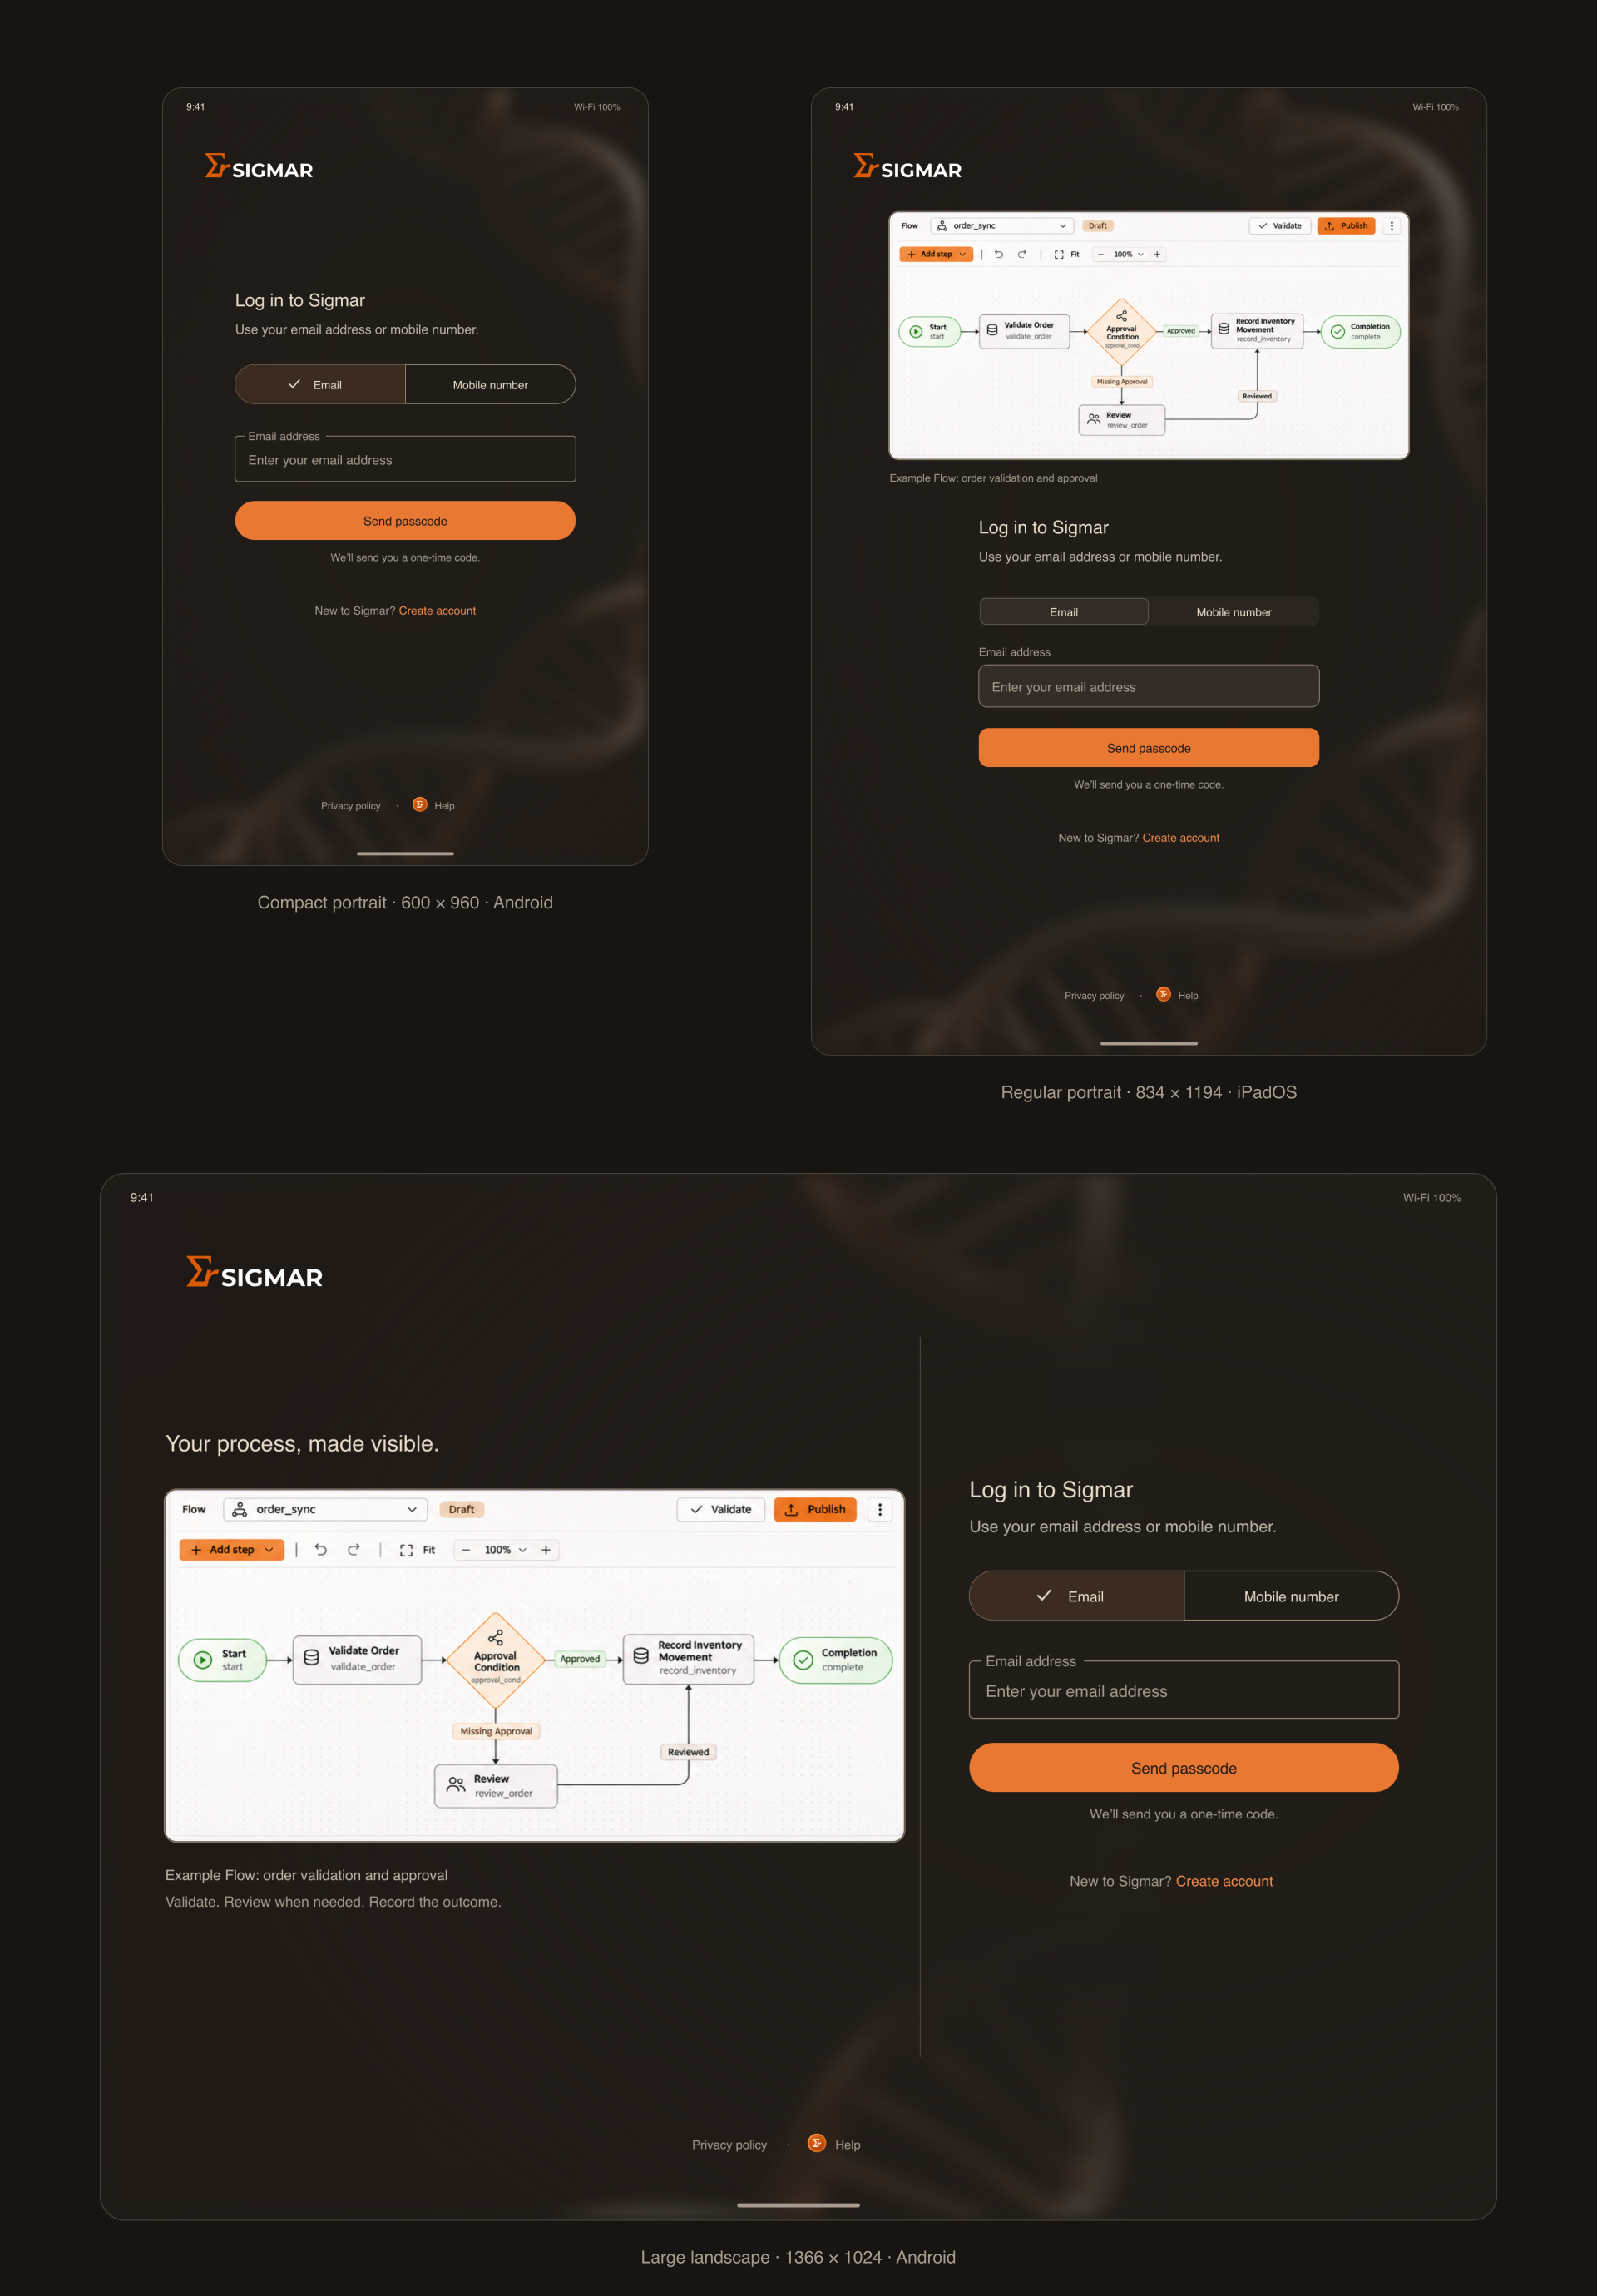 9:41
Wi-Fi 100%
Σr SIGMAR
Log in to Sigmar
Use your email address or mobile number.
Email
Mobile number
Email address
Enter your email address
Send passcode
We'll send you a one-time code.
New to Sigmar? Create account
Privacy policy · Σr Help
Compact portrait · 600 × 960 · Android
9:41
Wi-Fi 100%
Σr SIGMAR
Flow
order_sync
Draft
Validate
Publish
Add step
Fit
100%
Start
start
Validate Order
validate_order
Approval
Condition
approval_cond
Approved
Record Inventory
Movement
record_inventory
Completion
complete
Missing Approval
Reviewed
Review
review_order
Example Flow: order validation and approval
Log in to Sigmar
Use your email address or mobile number.
Email
Mobile number
Email address
Enter your email address
Send passcode
We'll send you a one-time code.
New to Sigmar? Create account
Privacy policy · Σr Help
Regular portrait · 834 × 1194 · iPadOS
9:41
Wi-Fi 100%
Σr SIGMAR
Your process, made visible.
Flow
order_sync
Draft
Validate
Publish
Add step
Fit
100%
Start
start
Validate Order
validate_order
Approval
Condition
approval_cond
Approved
Record Inventory
Movement
record_inventory
Completion
complete
Missing Approval
Reviewed
Review
review_order
Example Flow: order validation and approval
Validate. Review when needed. Record the outcome.
Log in to Sigmar
Use your email address or mobile number.
Email
Mobile number
Email address
Enter your email address
Send passcode
We'll send you a one-time code.
New to Sigmar? Create account
Privacy policy · Σr Help
Large landscape · 1366 × 1024 · Android